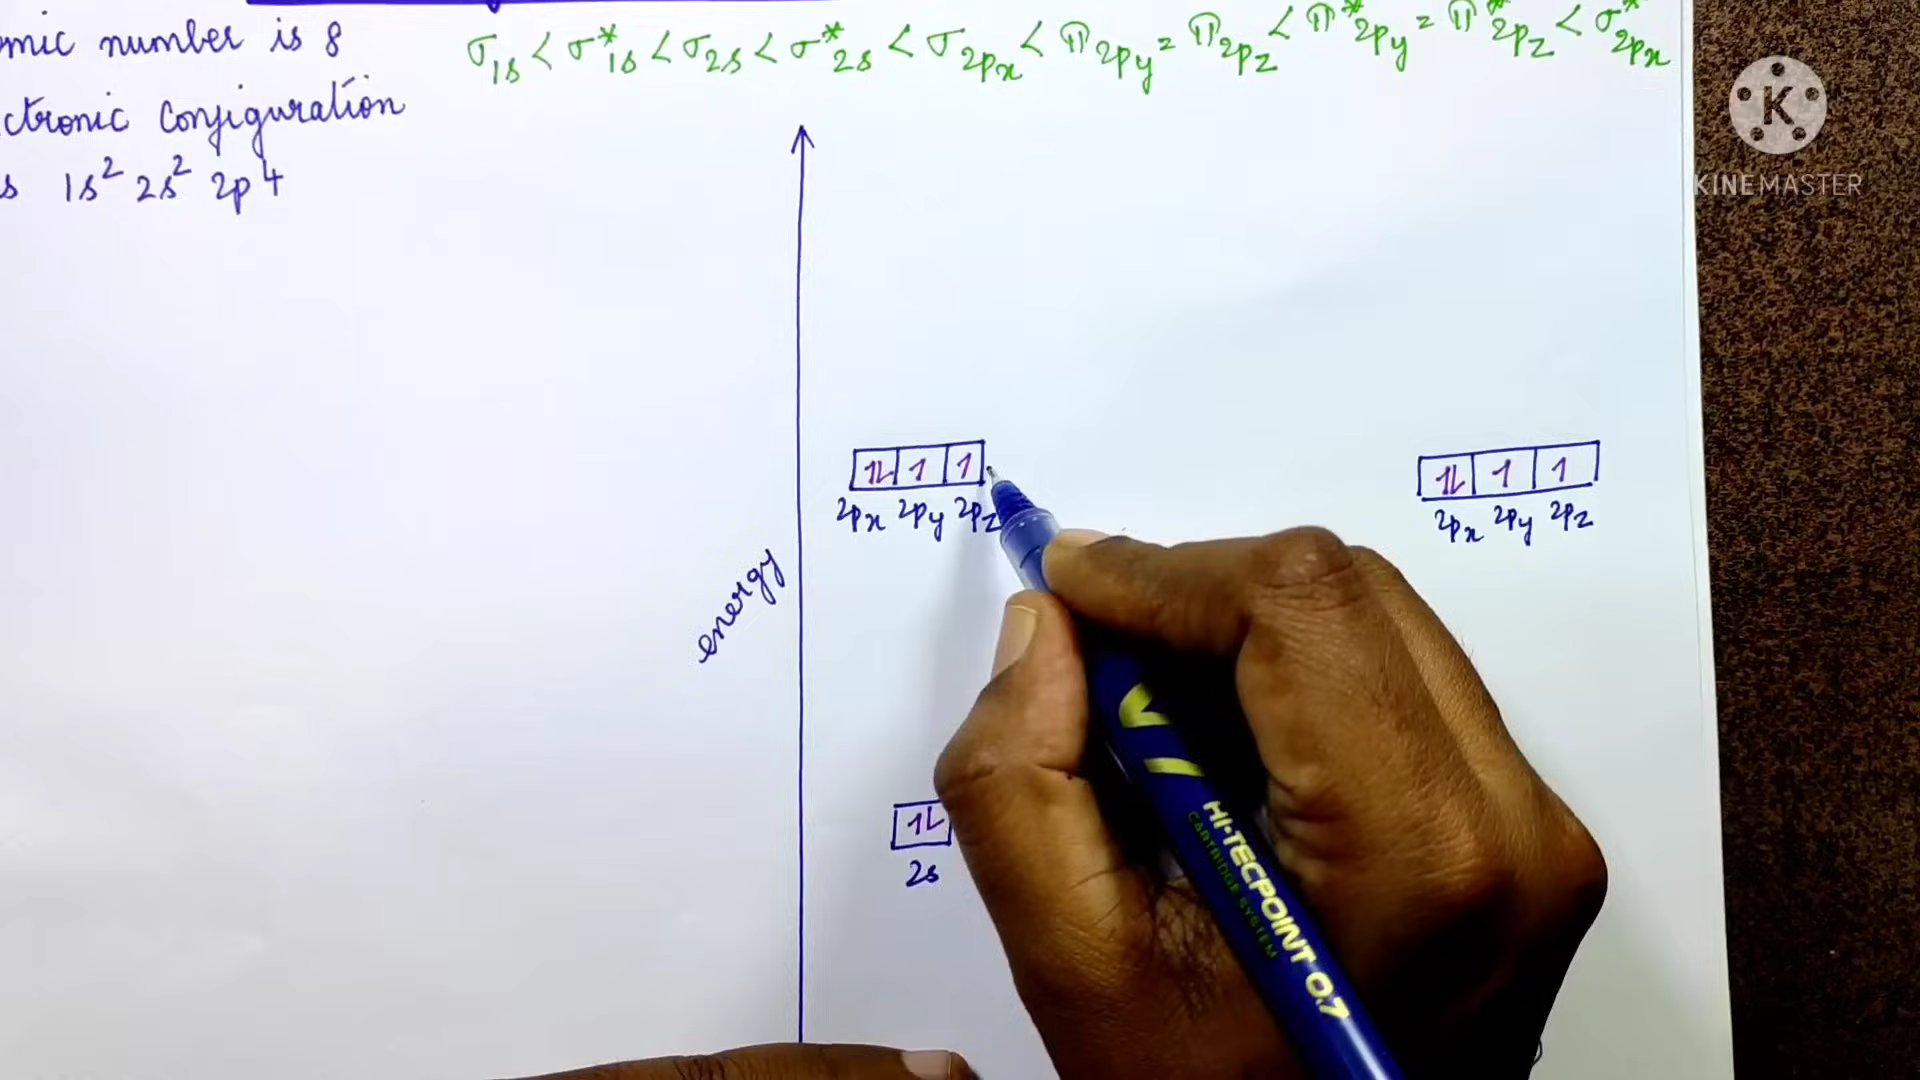 omic number is 8
σ1s < σ*1s < σ2s < σ*2s < σ2px < π2py = π2pz < π*2py = π*2pz < σ*2px
ctronic configuration
s 1s² 2s² 2p⁴
K
KINEMASTER
1L 1 1
2px 2py 2pz
1L 1 1
2px 2py 2pz
energy
1L
2s
HI-TECPOINT 0.7
CARTRIDGE SYSTEM